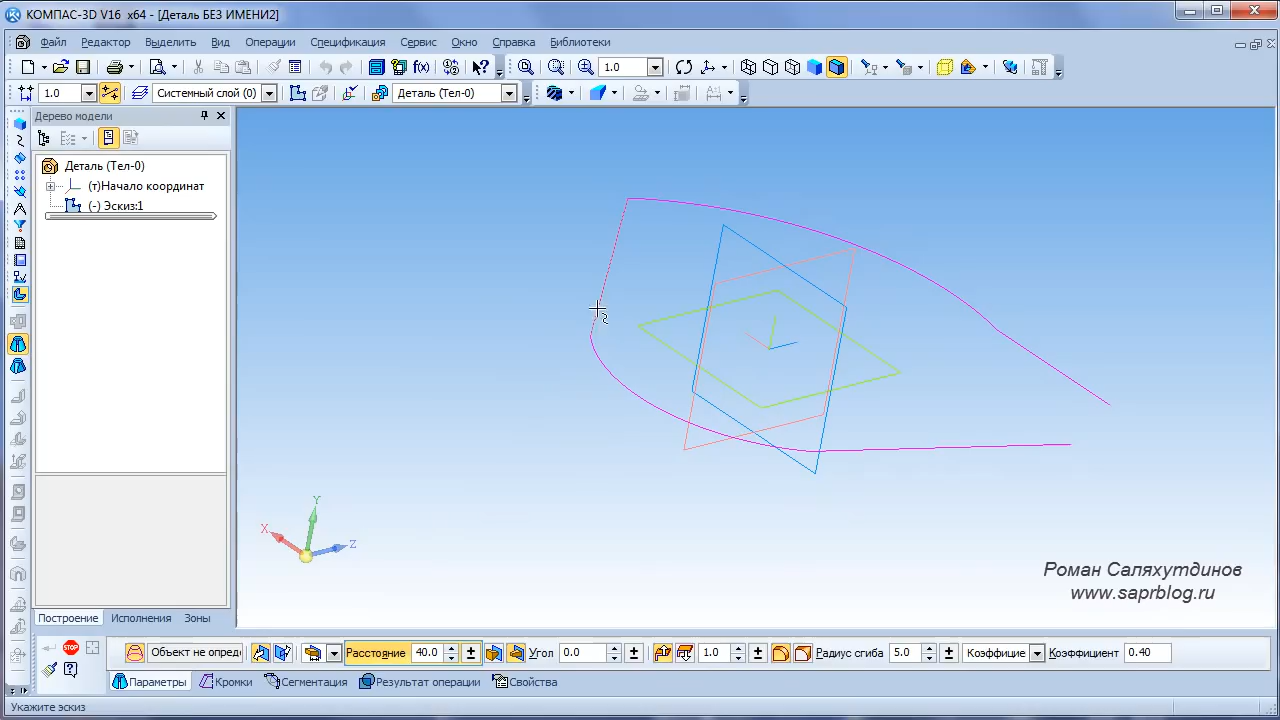 КОМПАС-3D V16 x64 - [Деталь БЕЗ ИМЕНИ2]
Файл Редактор Выделить Вид Операции Спецификация Сервис Окно Справка Библиотеки
f(x) 1.0
1.0 Системный слой (0) Деталь (Тел-0)
Дерево модели
Деталь (Тел-0)
(т)Начало координат
(-) Эскиз:1
Y
X
Z
Роман Саляхутдинов
www.saprblog.ru
Построение Исполнения Зоны
STOP Объект не опред Расстояние 40.0 Угол 0.0 1.0 Радиус сгиба 5.0 Коэффицие Коэффициент 0.40
Параметры Кромки Сегментация Результат операции Свойства
Укажите эскиз